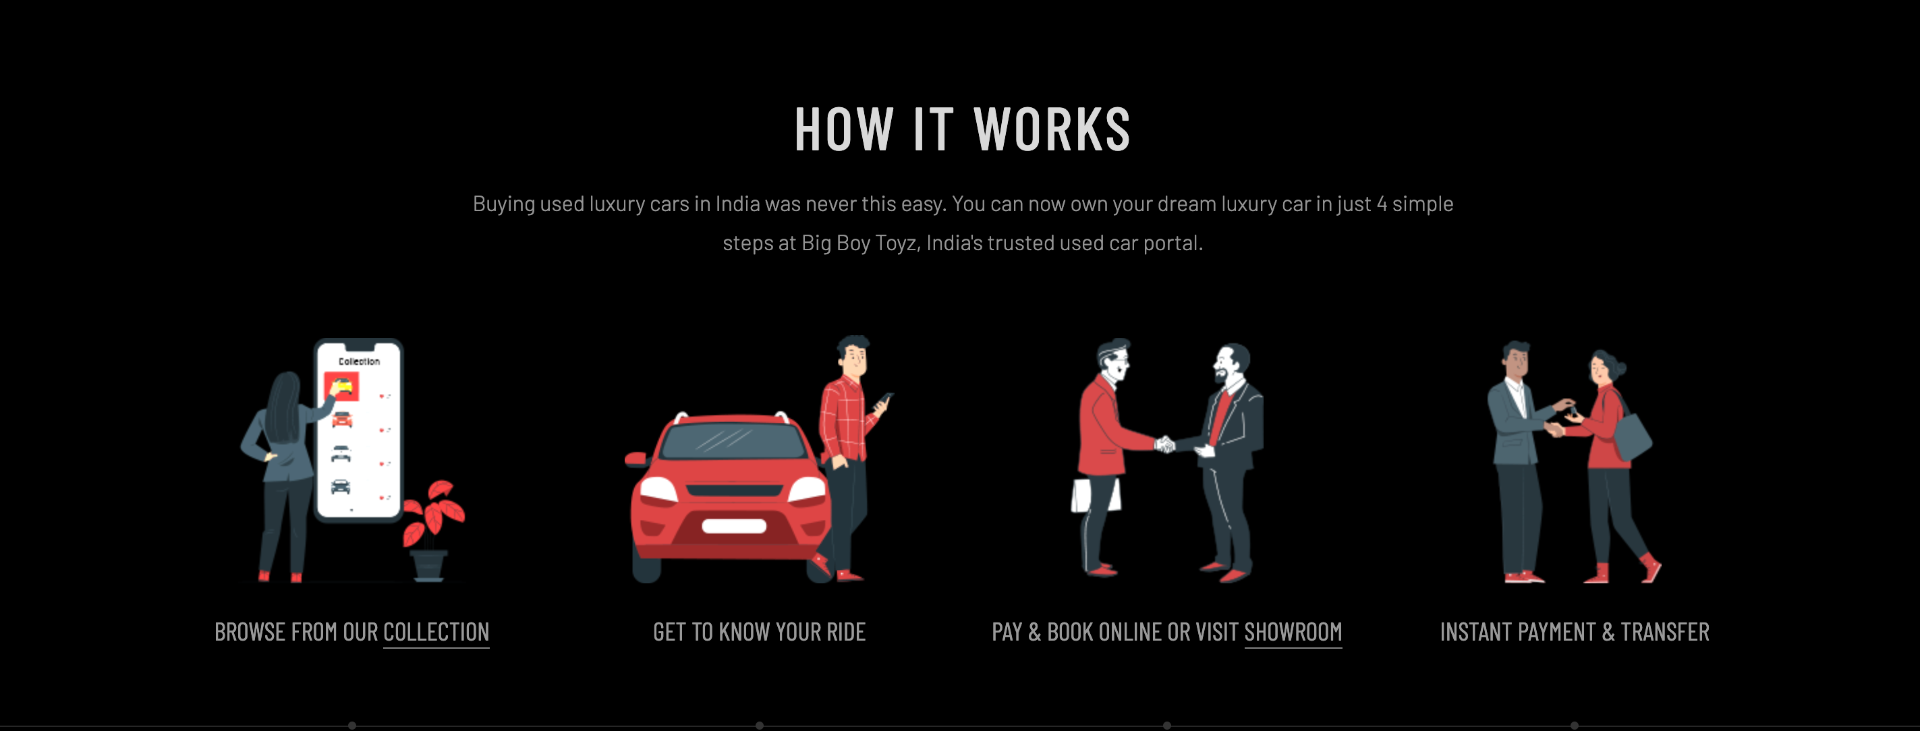 HOW IT WORKS
Buying used luxury cars in India was never this easy. You can now own your dream luxury car in just 4 simple
steps at Big Boy Toyz, India's trusted used car portal.
Collection
BROWSE FROM OUR COLLECTION
GET TO KNOW YOUR RIDE
PAY & BOOK ONLINE OR VISIT SHOWROOM
INSTANT PAYMENT & TRANSFER